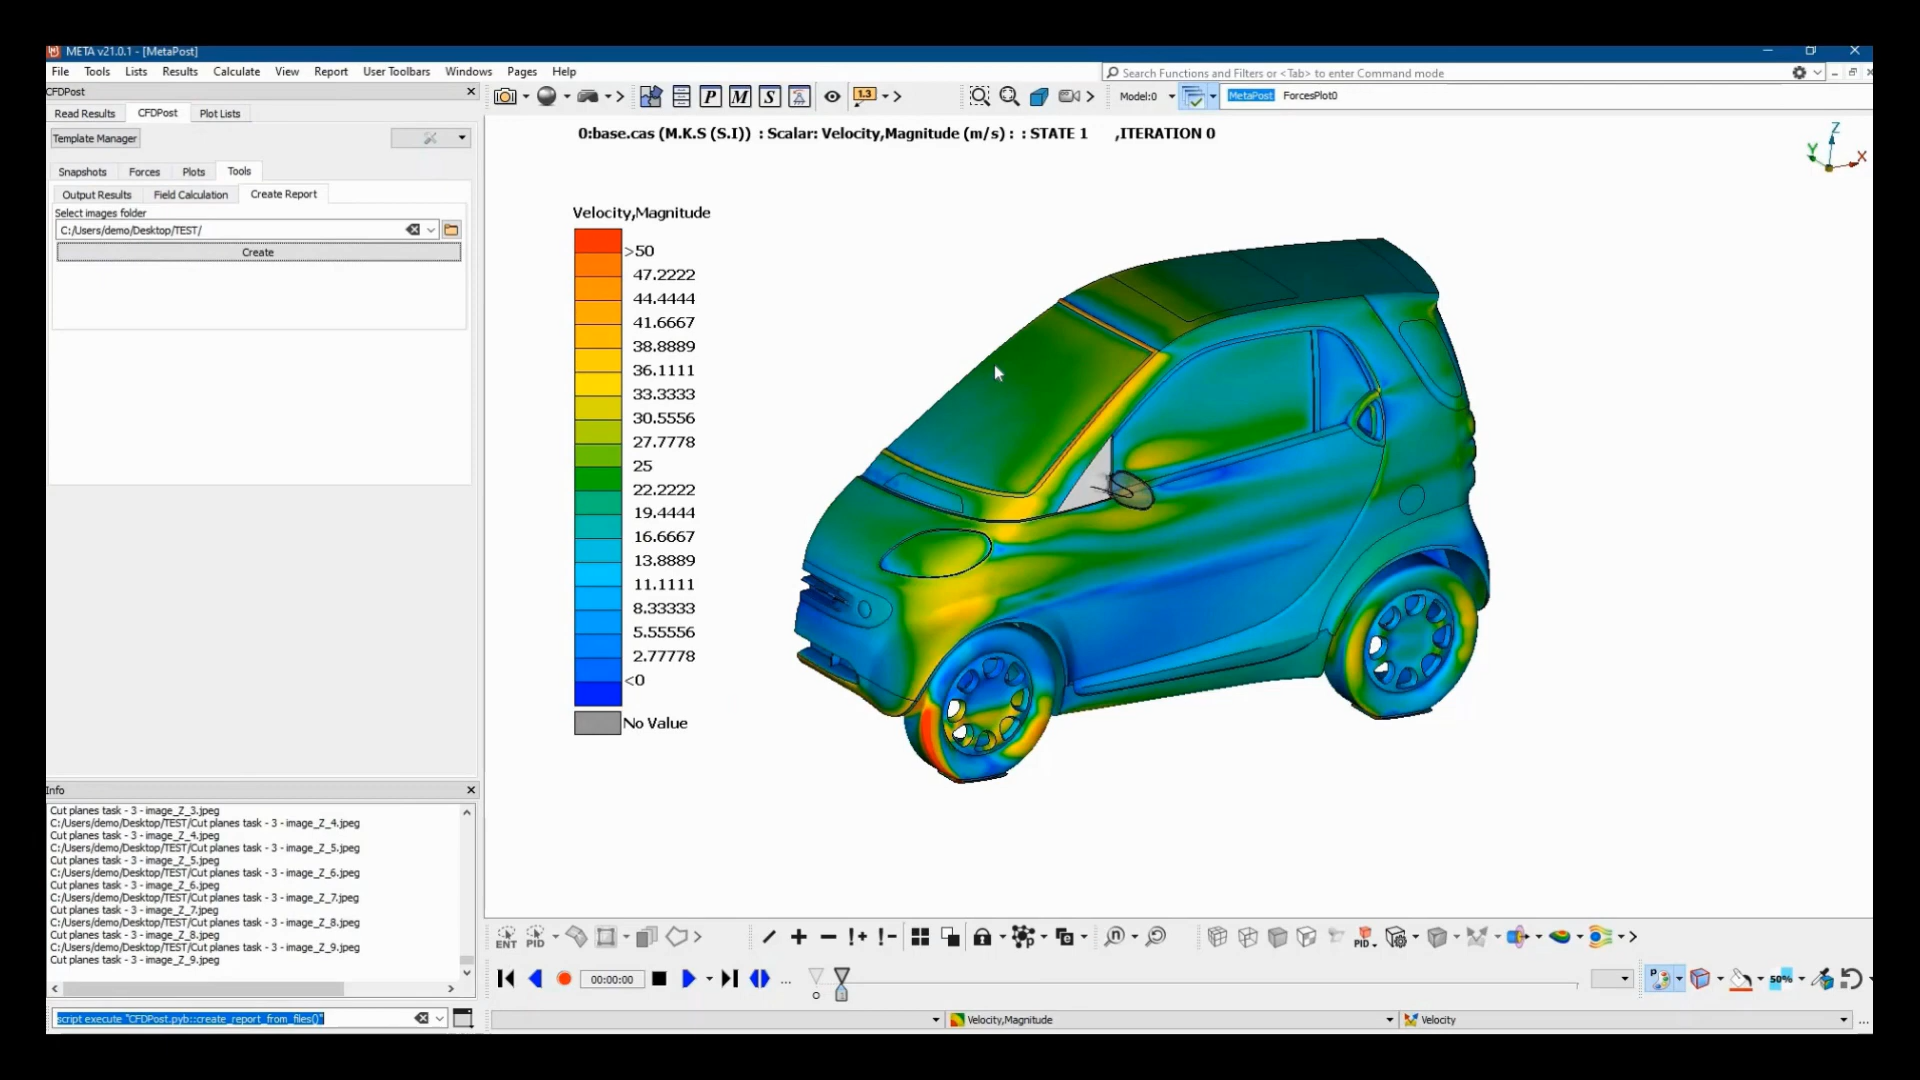 META v21.0.1 - [MetaPost]
File Tools Lists Results Calculate View Report User Toolbars Windows Pages Help
Search Functions and Filters or <Tab> to enter Command mode
CFDPost
Read Results CFDPost Plot Lists
P M S 1.3 Model:0 MetaPost ForcesPlot0
Template Manager
Snapshots Forces Plots Tools
Output Results Field Calculation Create Report
Select images folder
C:/Users/demo/Desktop/TEST/
Create
0:base.cas (M.K.S (S.I)) : Scalar: Velocity,Magnitude (m/s) : : STATE 1 ,ITERATION 0
Z
Y X
Velocity,Magnitude
>50
47.2222
44.4444
41.6667
38.8889
36.1111
33.3333
30.5556
27.7778
25
22.2222
19.4444
16.6667
13.8889
11.1111
8.33333
5.55556
2.77778
<0
No Value
Info
Cut planes task - 3 - image_Z_3.jpeg
C:/Users/demo/Desktop/TEST/Cut planes task - 3 - image_Z_4.jpeg
Cut planes task - 3 - image_Z_4.jpeg
C:/Users/demo/Desktop/TEST/Cut planes task - 3 - image_Z_5.jpeg
Cut planes task - 3 - image_Z_5.jpeg
C:/Users/demo/Desktop/TEST/Cut planes task - 3 - image_Z_6.jpeg
Cut planes task - 3 - image_Z_6.jpeg
C:/Users/demo/Desktop/TEST/Cut planes task - 3 - image_Z_7.jpeg
Cut planes task - 3 - image_Z_7.jpeg
C:/Users/demo/Desktop/TEST/Cut planes task - 3 - image_Z_8.jpeg
Cut planes task - 3 - image_Z_8.jpeg
C:/Users/demo/Desktop/TEST/Cut planes task - 3 - image_Z_9.jpeg
Cut planes task - 3 - image_Z_9.jpeg
ENT PID PID
00:00:00 ... 0 P 50%
script execute "CFDPost.pyb::create_report_from_files()"
Velocity,Magnitude Velocity ...